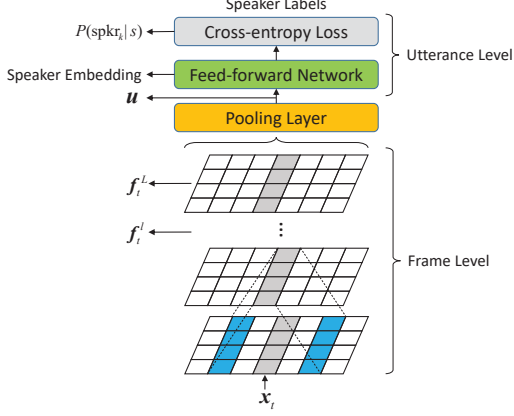 Speaker Labels
P(spkr_k | s)
Cross-entropy Loss
Utterance Level
Speaker Embedding
Feed-forward Network
u
Pooling Layer
f_t^L
f_t^l
⋮
Frame Level
x_t